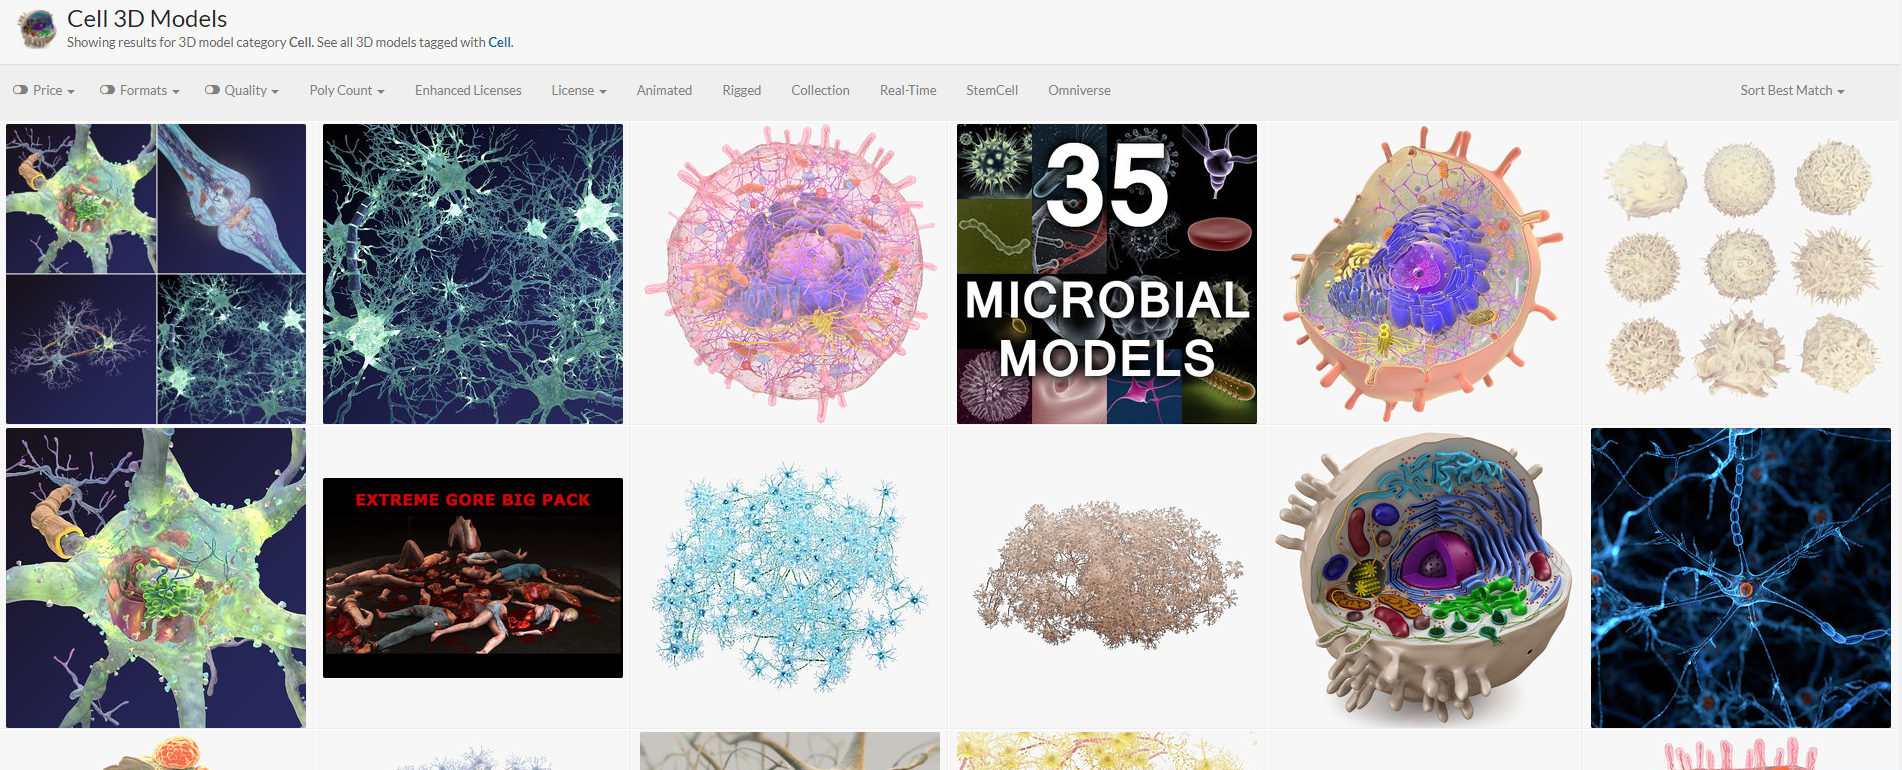 Cell 3D Models
Showing results for 3D model category Cell. See all 3D models tagged with Cell.
Price
Formats
Quality
Poly Count
Enhanced Licenses
License
Animated
Rigged
Collection
Real-Time
StemCell
Omniverse
Sort Best Match
35
MICROBIAL
MODELS
EXTREME GORE BIG PACK